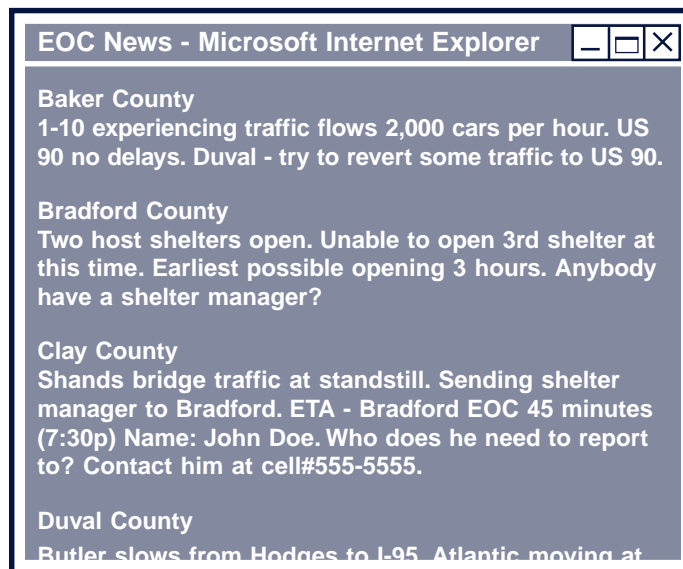 EOC News - Microsoft Internet Explorer
Baker County
1-10 experiencing traffic flows 2,000 cars per hour. US
90 no delays. Duval - try to revert some traffic to US 90.
Bradford County
Two host shelters open. Unable to open 3rd shelter at
this time. Earliest possible opening 3 hours. Anybody
have a shelter manager?
Clay County
Shands bridge traffic at standstill. Sending shelter
manager to Bradford. ETA - Bradford EOC 45 minutes
(7:30p) Name: John Doe. Who does he need to report
to? Contact him at cell#555-5555.
Duval County
Butler slows from Hodges to I-95. Atlantic moving at